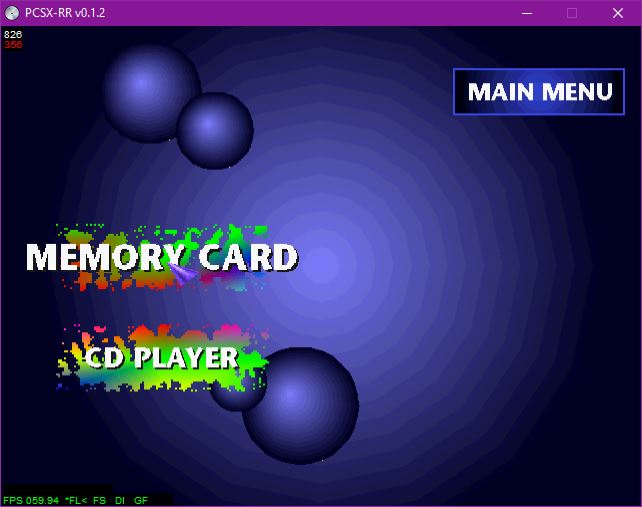 PCSX-RR v0.1.2
826
356
MAIN MENU
MEMORY CARD
CD PLAYER
FPS 059.94 *FL< FS DI GF